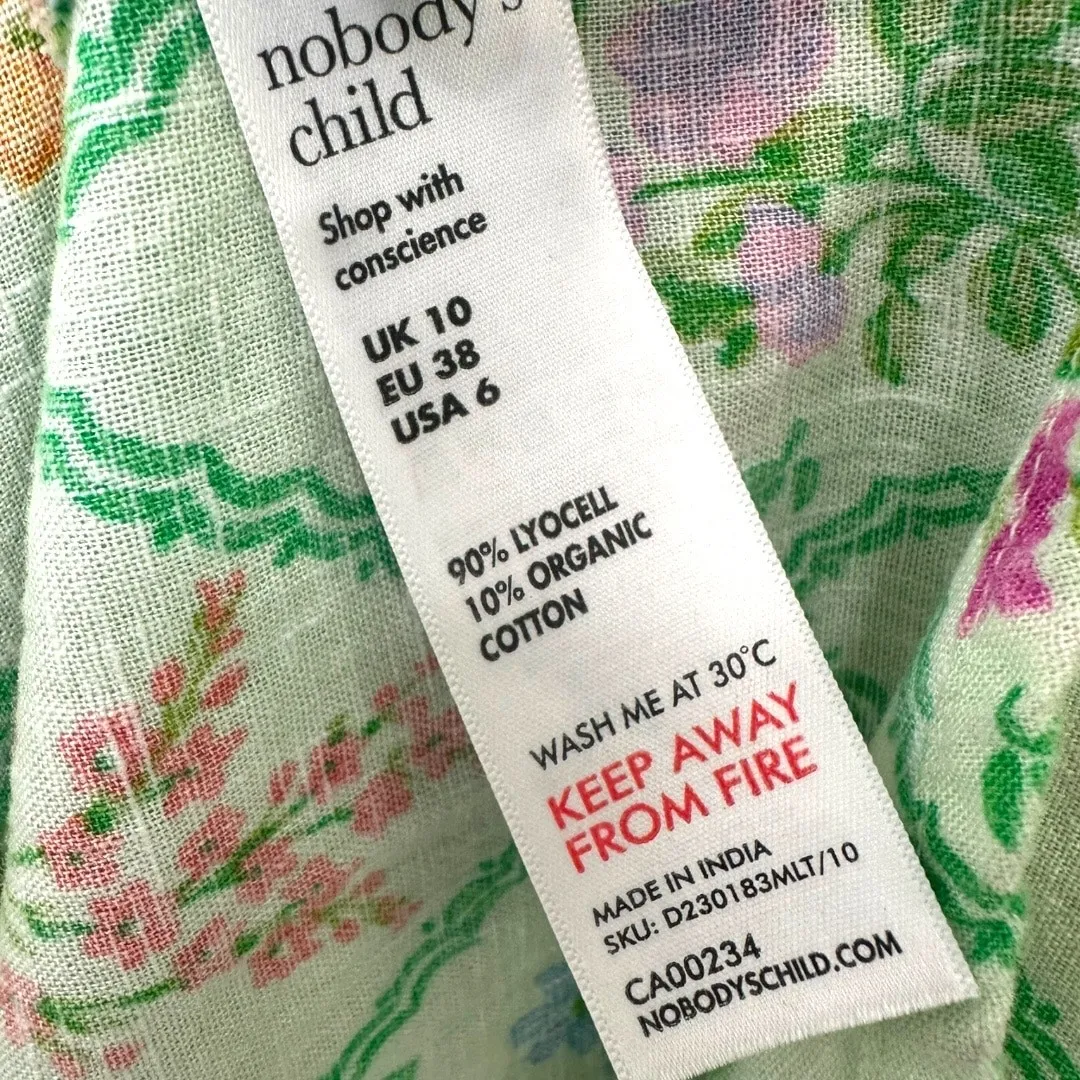 nobody's
child
Shop with
conscience
UK 10
EU 38
USA 6
90% LYOCELL
10% ORGANIC
COTTON
WASH ME AT 30°C
KEEP AWAY
FROM FIRE
MADE IN INDIA
SKU: D230183MLT/10
CA00234
NOBODYSCHILD.COM